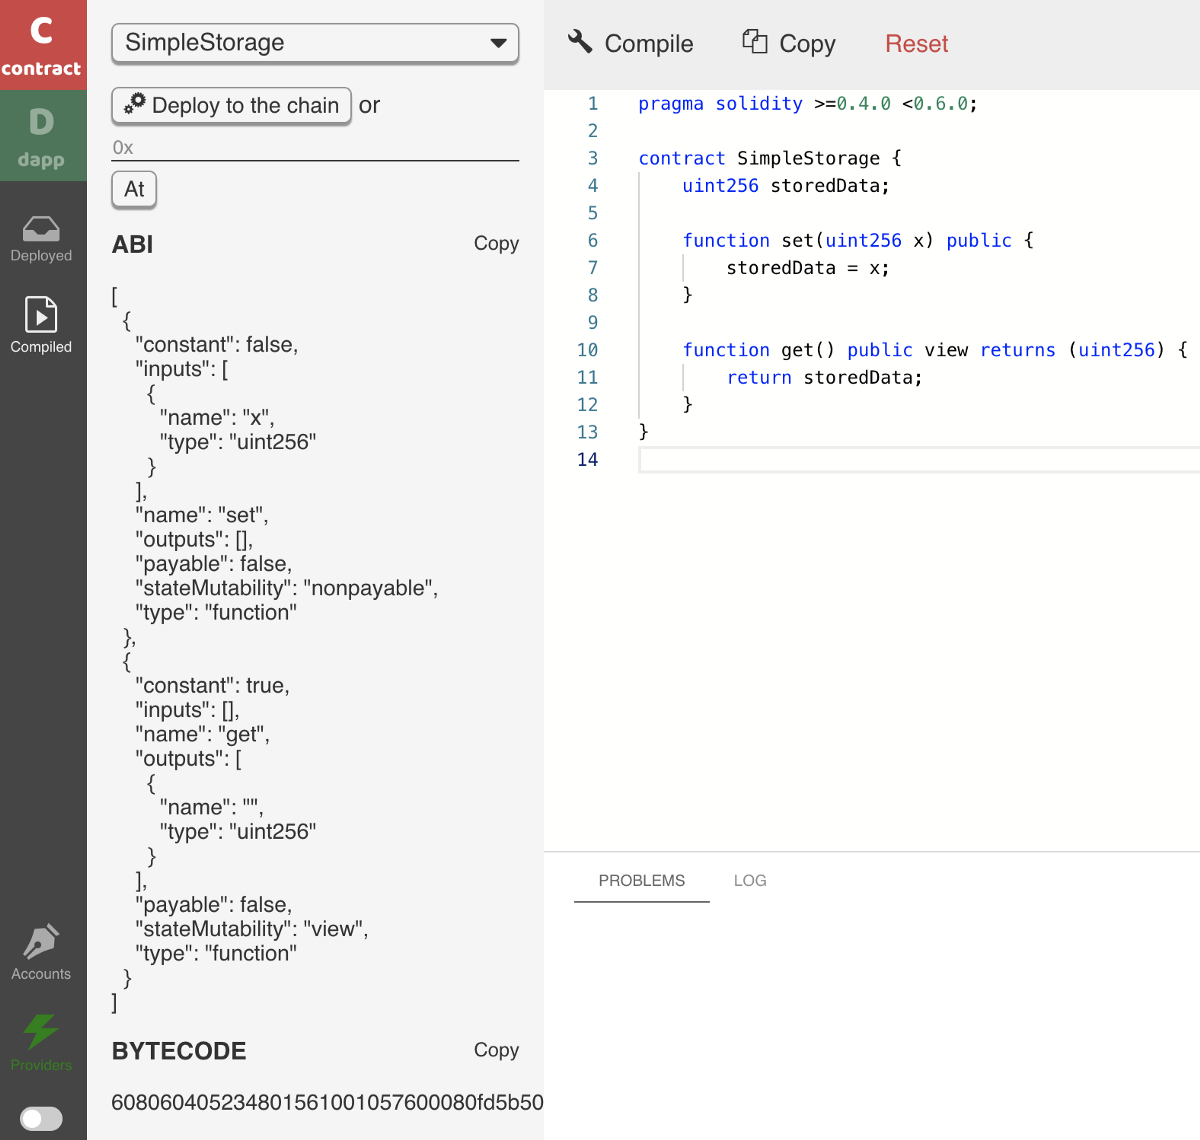 C
contract
D
dapp
Deployed
Compiled
Accounts
Providers
SimpleStorage
Deploy to the chain or
0x
At
ABI Copy
[
{
"constant": false,
"inputs": [
{
"name": "x",
"type": "uint256"
}
],
"name": "set",
"outputs": [],
"payable": false,
"stateMutability": "nonpayable",
"type": "function"
},
{
"constant": true,
"inputs": [],
"name": "get",
"outputs": [
{
"name": "",
"type": "uint256"
}
],
"payable": false,
"stateMutability": "view",
"type": "function"
}
]
BYTECODE Copy
608060405234801561001057600080fd5b50
Compile Copy Reset
1 pragma solidity >=0.4.0 <0.6.0;
2
3 contract SimpleStorage {
4 uint256 storedData;
5
6 function set(uint256 x) public {
7 storedData = x;
8 }
9
10 function get() public view returns (uint256) {
11 return storedData;
12 }
13 }
14
PROBLEMS LOG